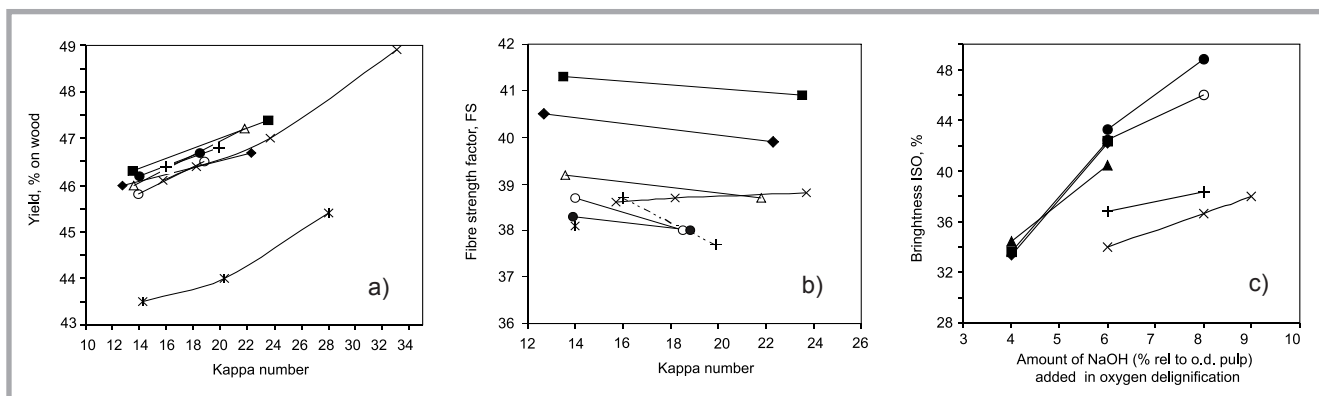 Yield, % on wood
49
48
47
46
45
44
43
10 12 14 16 18 20 22 24 26 28 30 32 34
Kappa number
a)
Fibre strength factor, FS
42
41
40
39
38
37
36
12 14 16 18 20 22 24 26
Kappa number
b)
Bringhtness ISO, %
48
44
40
36
32
28
3 4 5 6 7 8 9 10
Amount of NaOH (% rel to o.d. pulp)
added in oxygen delignification
c)